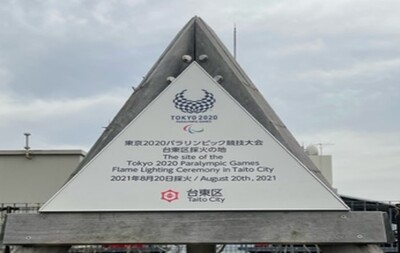 TOKYO 2020
東京2020パラリンピック競技大会
台東区採火の地
The site of the
Tokyo 2020 Paralympic Games
Flame Lighting Ceremony in Taito City
2021年8月20日採火 / August 20th, 2021
台東区
Taito City